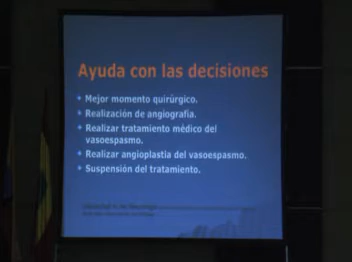 Ayuda con las decisiones
Mejor momento quirúrgico.
Realización de angiografía.
Realizar tratamiento médico del
vasoespasmo.
Realizar angioplastia del vasoespasmo.
Suspensión del tratamiento.